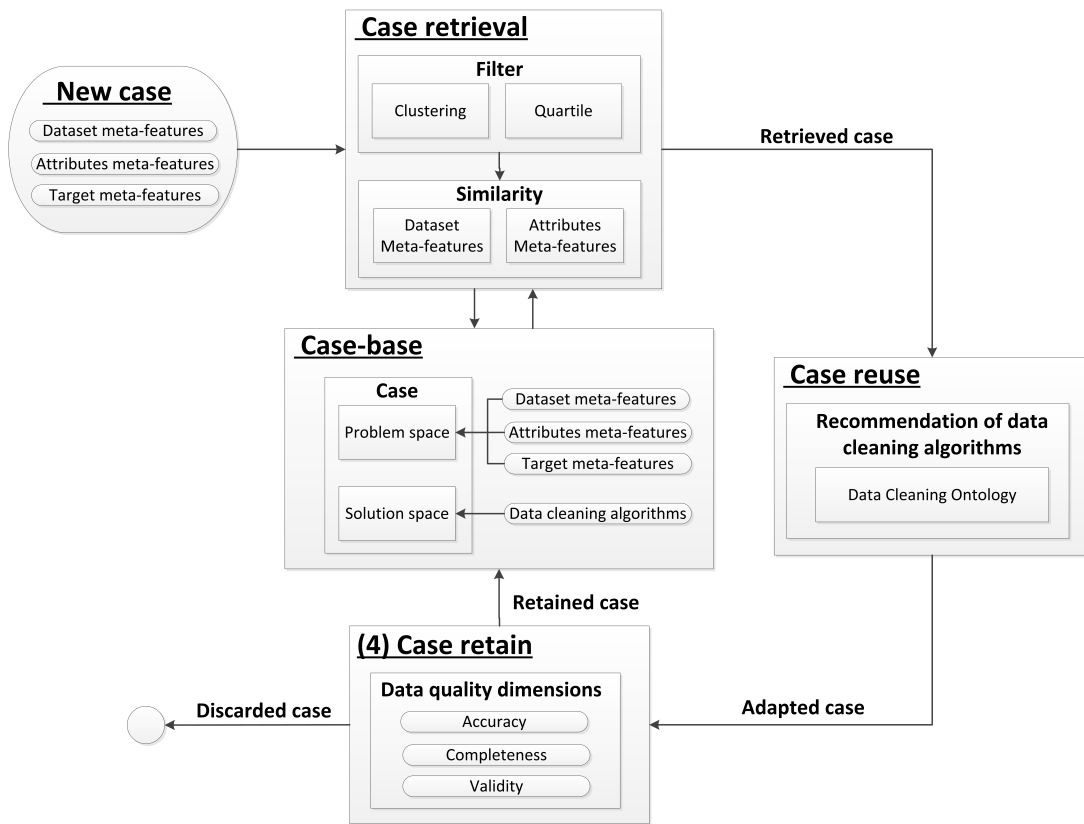 New case
Dataset meta-features
Attributes meta-features
Target meta-features
Case retrieval
Filter
Clustering
Quartile
Similarity
Dataset
Meta-features
Attributes
Meta-features
Retrieved case
Case-base
Case
Problem space
Solution space
Dataset meta-features
Attributes meta-features
Target meta-features
Data cleaning algorithms
Case reuse
Recommendation of data
cleaning algorithms
Data Cleaning Ontology
Retained case
(4) Case retain
Data quality dimensions
Accuracy
Completeness
Validity
Discarded case
Adapted case